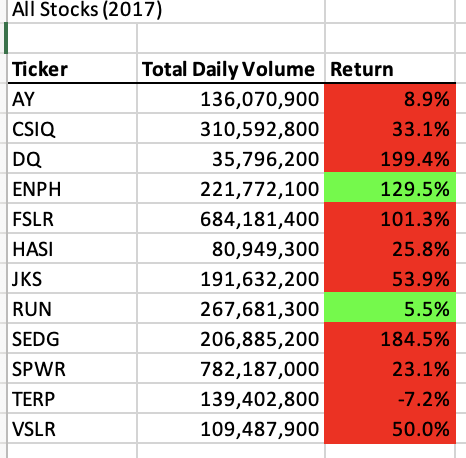 All Stocks (2017)
Ticker Total Daily Volume Return
AY 136,070,900 8.9%
CSIQ 310,592,800 33.1%
DQ 35,796,200 199.4%
ENPH 221,772,100 129.5%
FSLR 684,181,400 101.3%
HASI 80,949,300 25.8%
JKS 191,632,200 53.9%
RUN 267,681,300 5.5%
SEDG 206,885,200 184.5%
SPWR 782,187,000 23.1%
TERP 139,402,800 -7.2%
VSLR 109,487,900 50.0%